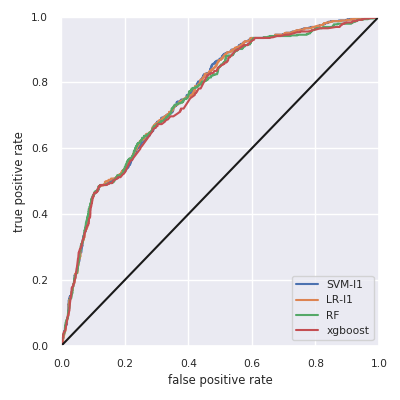 1.0
0.8
0.6
0.4
0.2
0.0
true positive rate
0.0 0.2 0.4 0.6 0.8 1.0
false positive rate
SVM-l1
LR-l1
RF
xgboost